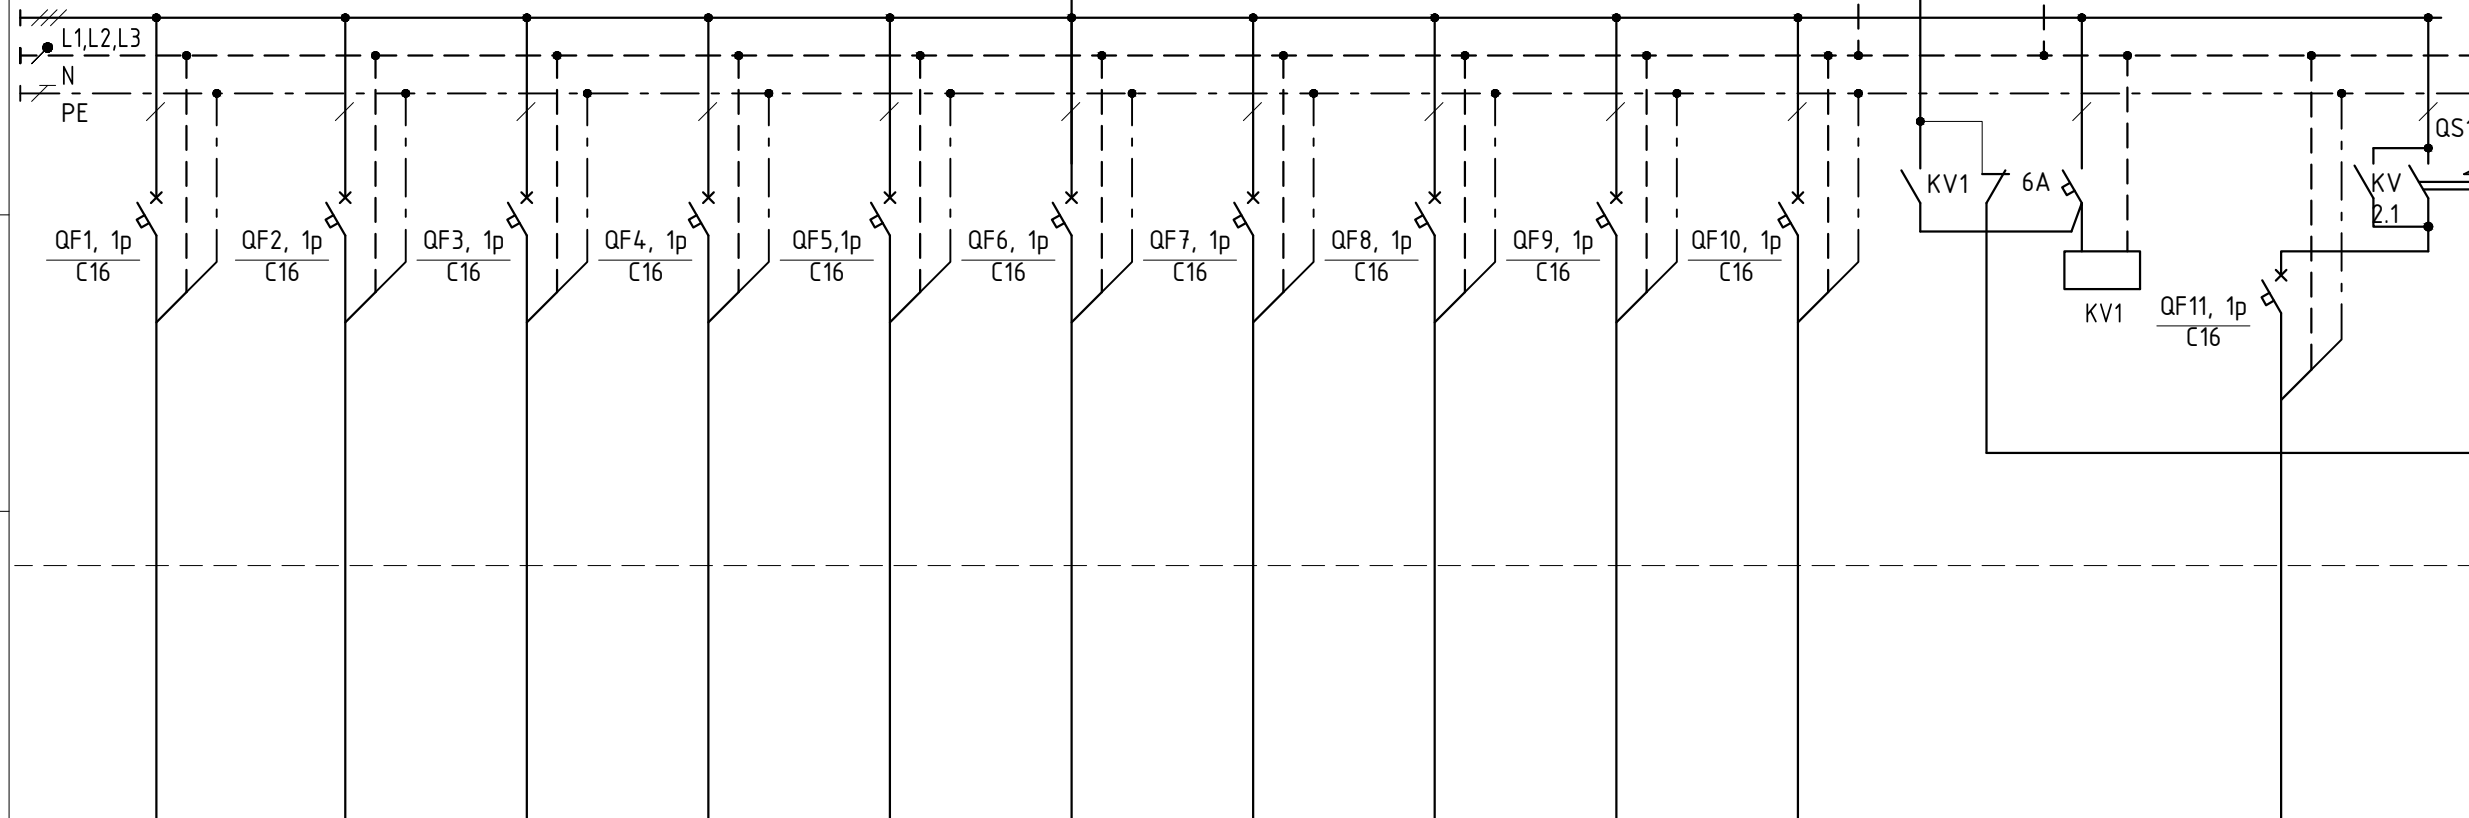 L1,L2,L3
N
PE
QF1, 1p
C16
QF2, 1p
C16
QF3, 1p
C16
QF4, 1p
C16
QF5,1p
C16
QF6, 1p
C16
QF7, 1p
C16
QF8, 1p
C16
QF9, 1p
C16
QF10, 1p
C16
KV1
6A
KV1
QF11, 1p
C16
KV
2.1
QS1